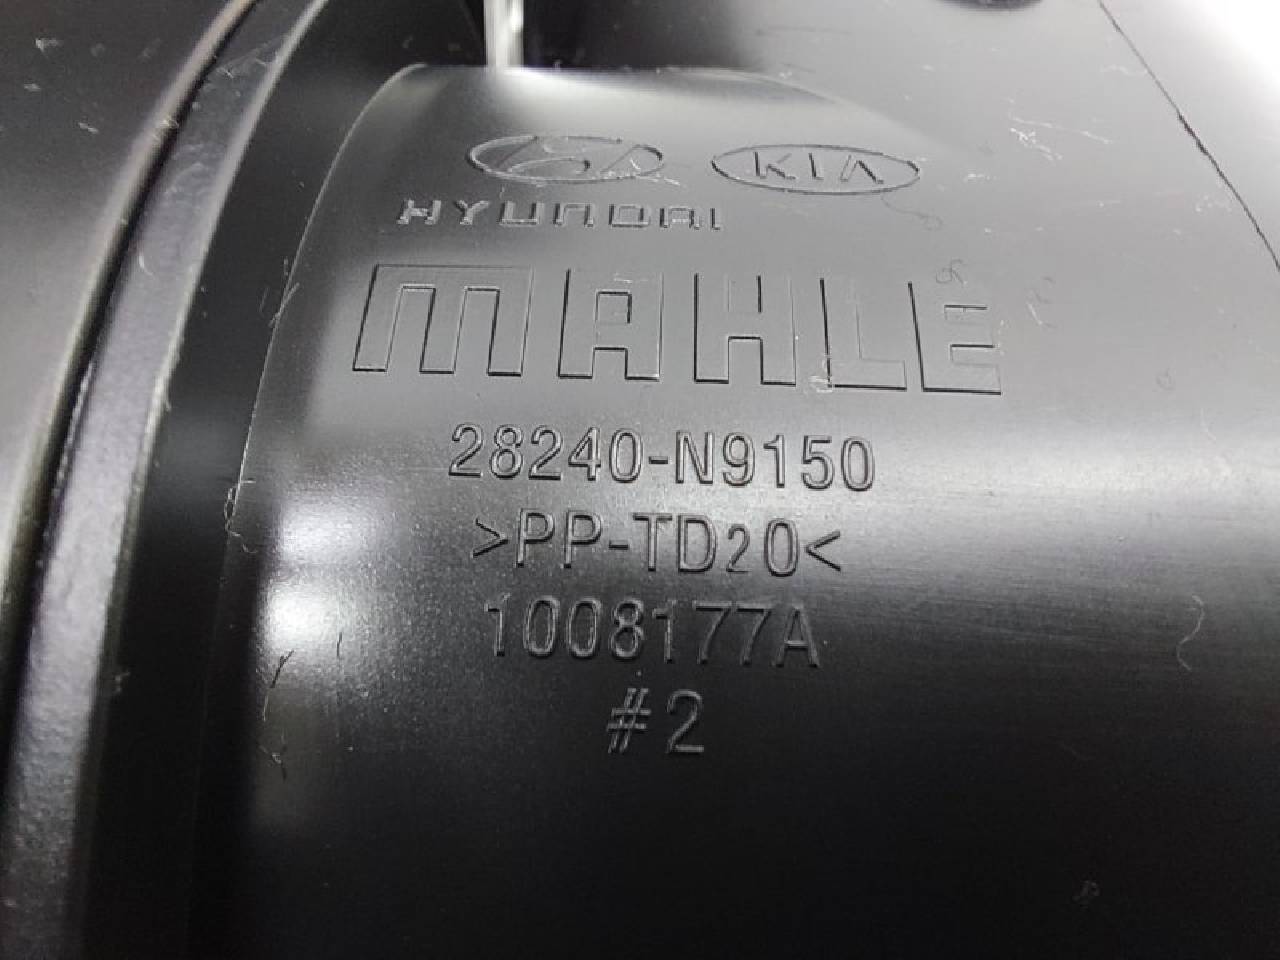 KIA
HYUNDAI
MAHLE
28240-N9150
>PP-TD20<
1008177A
#2